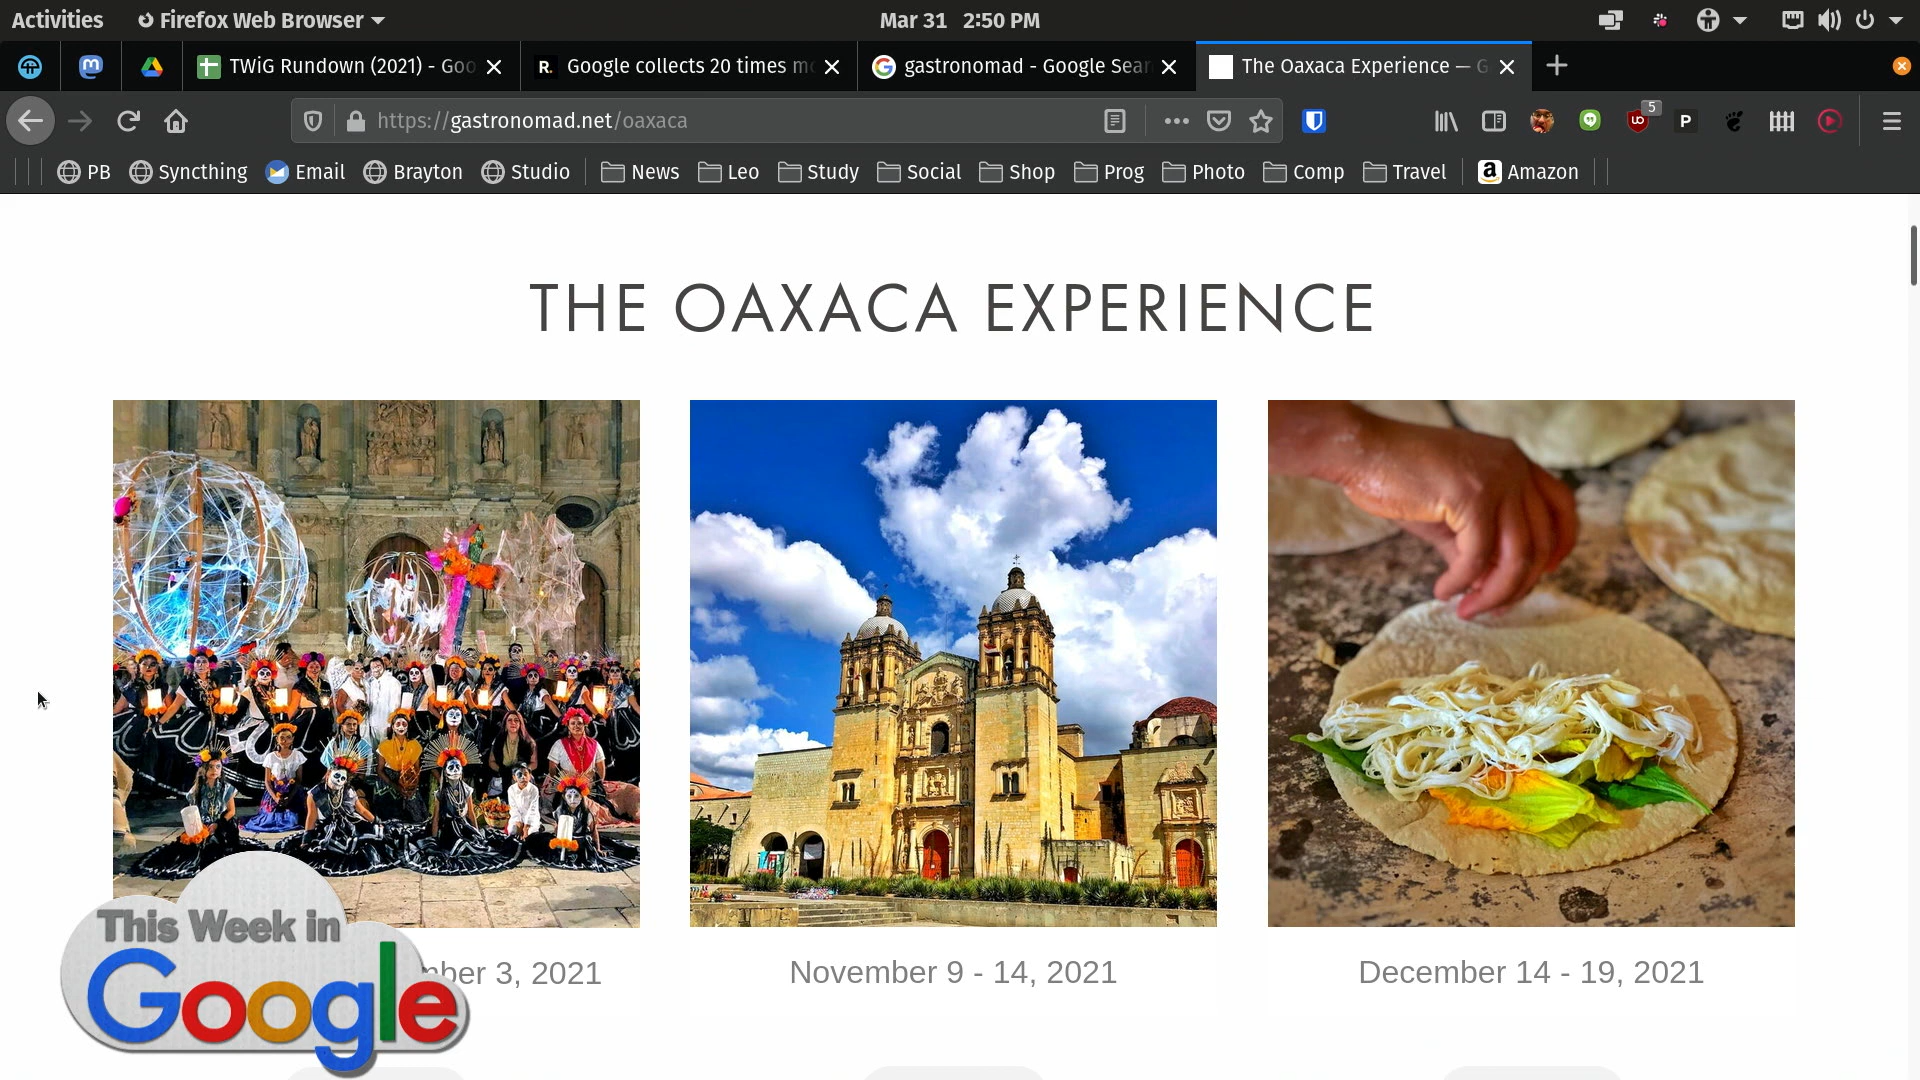 Activities Firefox Web Browser Mar 31 2:50 PM
TWiG Rundown (2021) - Goo R. Google collects 20 times mo gastronomad - Google Sear The Oaxaca Experience — G
https://gastronomad.net/oaxaca 5 P
PB Syncthing Email Brayton Studio News Leo Study Social Shop Prog Photo Comp Travel Amazon
THE OAXACA EXPERIENCE
This Week in
Google
ber 3, 2021 November 9 - 14, 2021 December 14 - 19, 2021